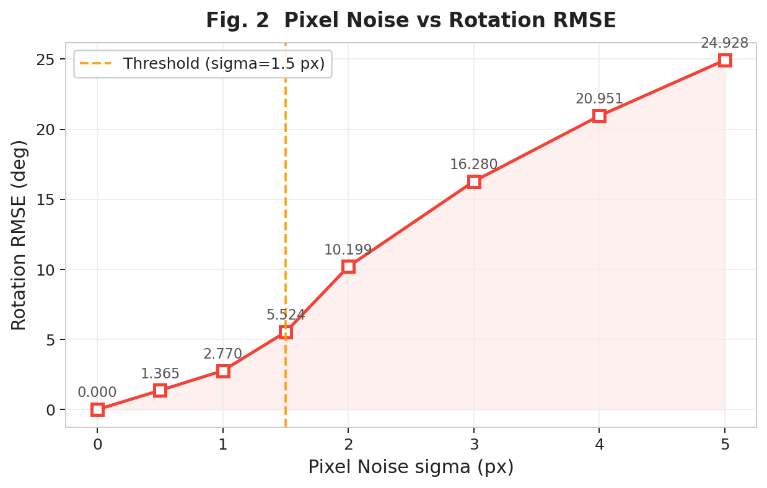 Fig. 2  Pixel Noise vs Rotation RMSE
Threshold (sigma=1.5 px)
Rotation RMSE (deg)
25
20
15
10
5
0
0.000
1.365
2.770
5.524
10.199
16.280
20.951
24.928
0 1 2 3 4 5
Pixel Noise sigma (px)